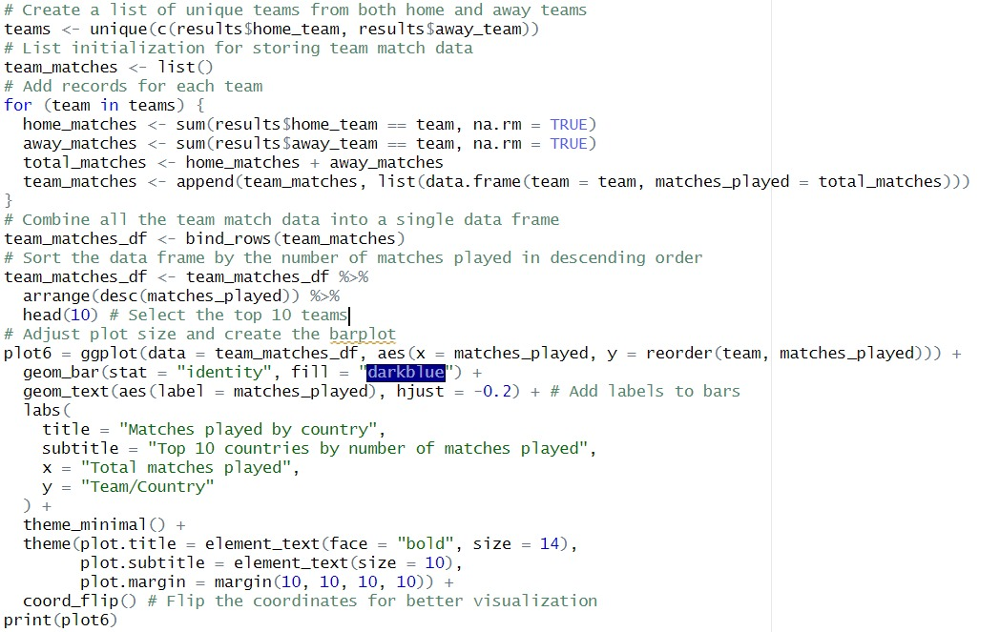 # Create a list of unique teams from both home and away teams
teams <- unique(c(results$home_team, results$away_team))
# List initialization for storing team match data
team_matches <- list()
# Add records for each team
for (team in teams) {
  home_matches <- sum(results$home_team == team, na.rm = TRUE)
  away_matches <- sum(results$away_team == team, na.rm = TRUE)
  total_matches <- home_matches + away_matches
  team_matches <- append(team_matches, list(data.frame(team = team, matches_played = total_matches)))
}
# Combine all the team match data into a single data frame
team_matches_df <- bind_rows(team_matches)
# Sort the data frame by the number of matches played in descending order
team_matches_df <- team_matches_df %>%
  arrange(desc(matches_played)) %>%
  head(10) # Select the top 10 teams
# Adjust plot size and create the barplot
plot6 = ggplot(data = team_matches_df, aes(x = matches_played, y = reorder(team, matches_played))) +
  geom_bar(stat = "identity", fill = "darkblue") +
  geom_text(aes(label = matches_played), hjust = -0.2) + # Add labels to bars
  labs(
    title = "Matches played by country",
    subtitle = "Top 10 countries by number of matches played",
    x = "Total matches played",
    y = "Team/Country"
  ) +
  theme_minimal() +
  theme(plot.title = element_text(face = "bold", size = 14),
        plot.subtitle = element_text(size = 10),
        plot.margin = margin(10, 10, 10, 10)) +
  coord_flip() # Flip the coordinates for better visualization
print(plot6)